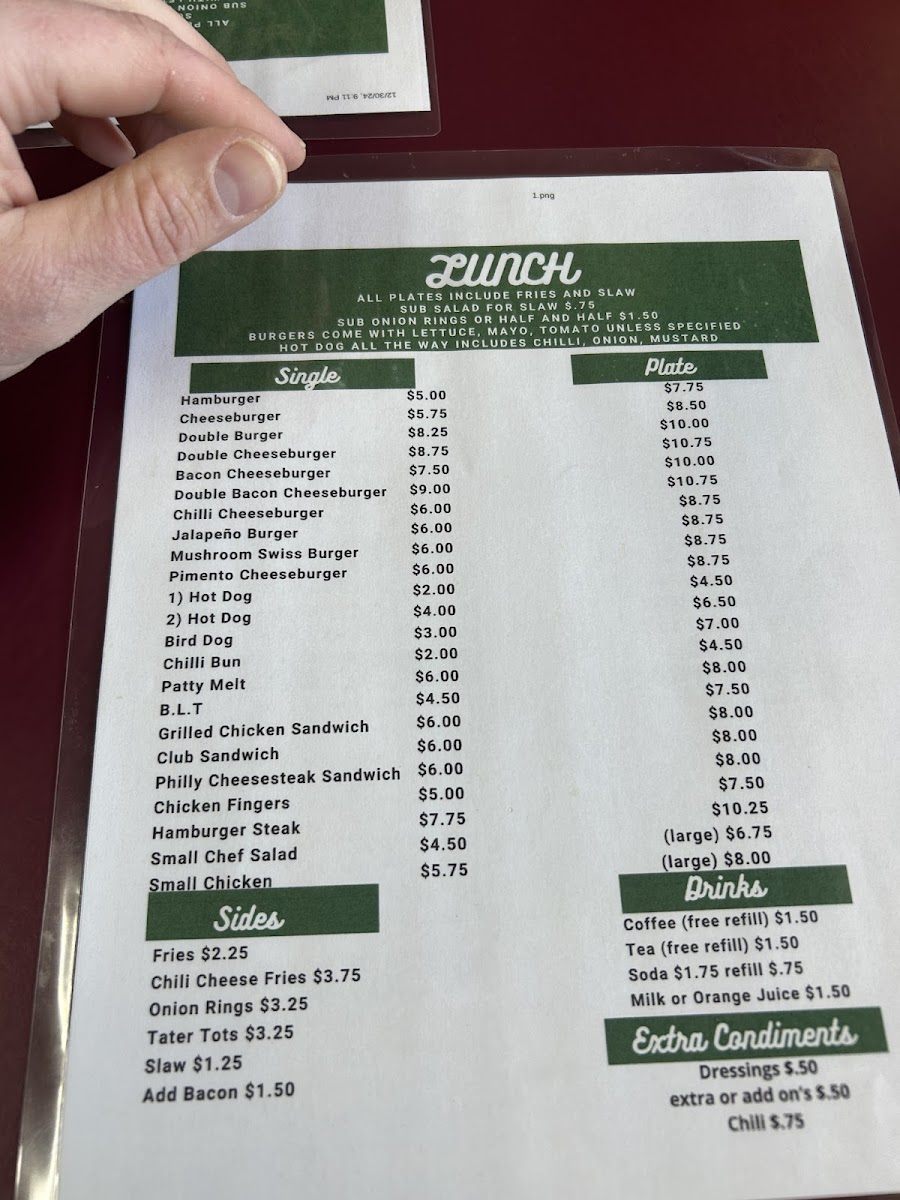 SUB ONION
ALL P
12/30/24, 9:11 PM
1.png
LUNCH
ALL PLATES INCLUDE FRIES AND SLAW
SUB SALAD FOR SLAW $.75
SUB ONION RINGS OR HALF AND HALF $1.50
BURGERS COME WITH LETTUCE, MAYO, TOMATO UNLESS SPECIFIED
HOT DOG ALL THE WAY INCLUDES CHILLI, ONION, MUSTARD
Single Plate
Hamburger $5.00 $7.75
Cheeseburger $5.75 $8.50
Double Burger $8.25 $10.00
Double Cheeseburger $8.75 $10.75
Bacon Cheeseburger $7.50 $10.00
Double Bacon Cheeseburger $9.00 $10.75
Chilli Cheeseburger $6.00 $8.75
Jalapeño Burger $6.00 $8.75
Mushroom Swiss Burger $6.00 $8.75
Pimento Cheeseburger $6.00 $8.75
1) Hot Dog $2.00 $4.50
2) Hot Dog $4.00 $6.50
Bird Dog $3.00 $7.00
Chilli Bun $2.00 $4.50
Patty Melt $6.00 $8.00
B.L.T $4.50 $7.50
Grilled Chicken Sandwich $6.00 $8.00
Club Sandwich $6.00 $8.00
Philly Cheesesteak Sandwich $6.00 $8.00
Chicken Fingers $5.00 $7.50
Hamburger Steak $7.75 $10.25
Small Chef Salad $4.50 (large) $6.75
Small Chicken $5.75 (large) $8.00
Sides
Fries $2.25
Chili Cheese Fries $3.75
Onion Rings $3.25
Tater Tots $3.25
Slaw $1.25
Add Bacon $1.50
Drinks
Coffee (free refill) $1.50
Tea (free refill) $1.50
Soda $1.75 refill $.75
Milk or Orange Juice $1.50
Extra Condiments
Dressings $.50
extra or add on's $.50
Chili $.75